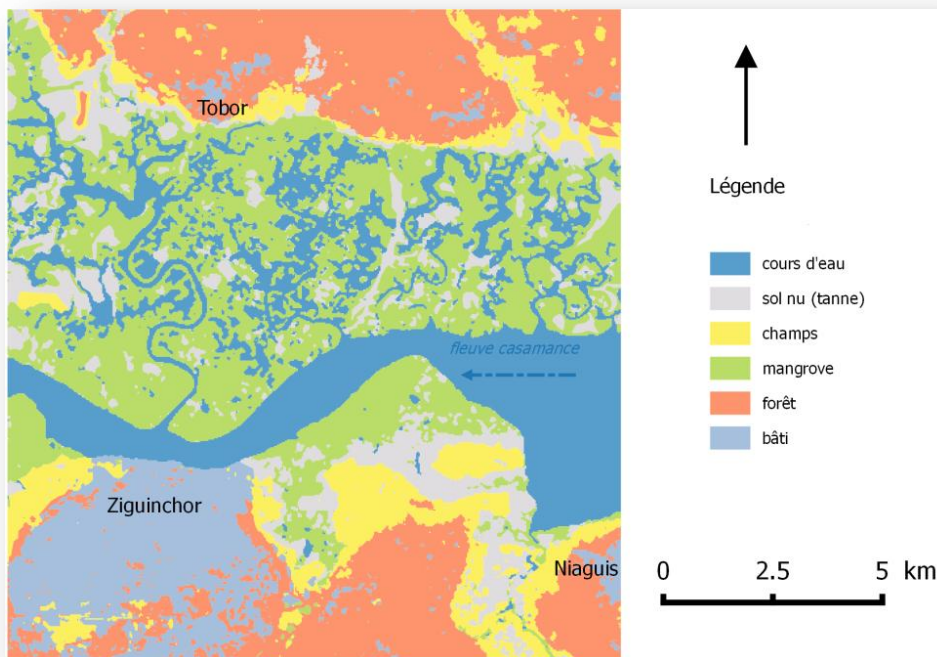 Tobor
fleuve casamance
Ziguinchor
Niaguis
Légende
cours d'eau
sol nu (tanne)
champs
mangrove
forêt
bâti
0 2.5 5 km